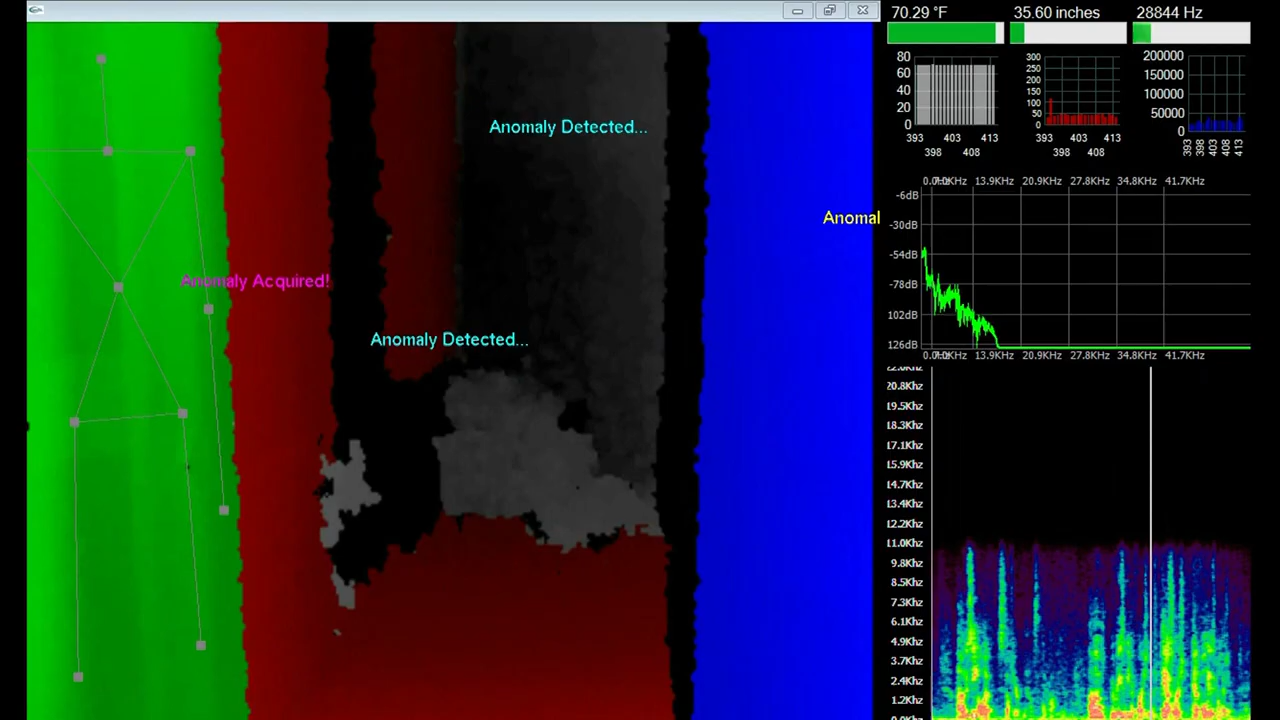 70.29 °F
35.60 inches
28844 Hz
80
60
40
20
0
393 403 413
398 408
300
250
200
150
100
50
0
393 403 413
398 408
200000
150000
100000
50000
0
393
398
403
408
413
Anomaly Detected...
13.9KHz 20.9KHz 27.8KHz 34.8KHz 41.7KHz
-6dB
Anomal
-30dB
-54dB
Anomaly Acquired!
-78dB
-102dB
Anomaly Detected...
126dB
13.9KHz 20.9KHz 27.8KHz 34.8KHz 41.7KHz
20.8Khz
19.5Khz
18.3Khz
17.1Khz
15.9Khz
14.7Khz
13.4Khz
12.2Khz
11.0Khz
9.8Khz
8.5Khz
7.3Khz
6.1Khz
4.9Khz
3.7Khz
2.4Khz
1.2Khz